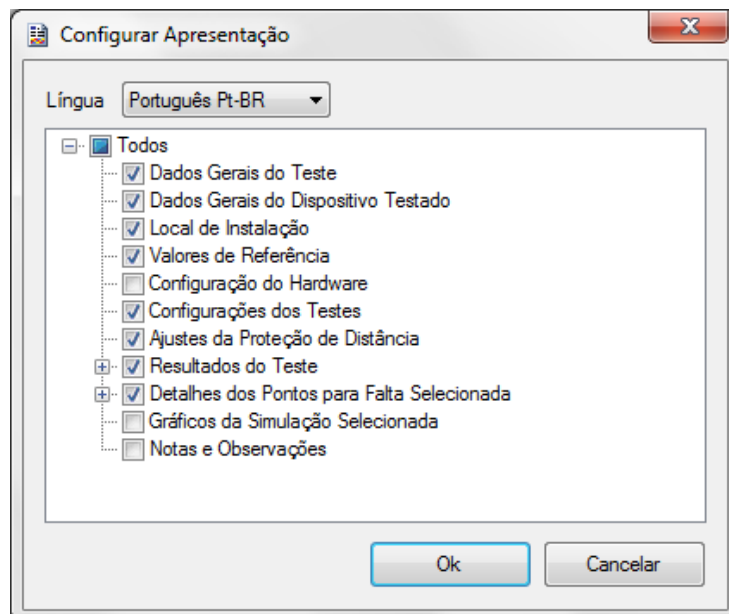 Configurar Apresentação
Língua Português Pt-BR
Todos
Dados Gerais do Teste
Dados Gerais do Dispositivo Testado
Local de Instalação
Valores de Referência
Configuração do Hardware
Configurações dos Testes
Ajustes da Proteção de Distância
Resultados do Teste
Detalhes dos Pontos para Falta Selecionada
Gráficos da Simulação Selecionada
Notas e Observações
Ok Cancelar